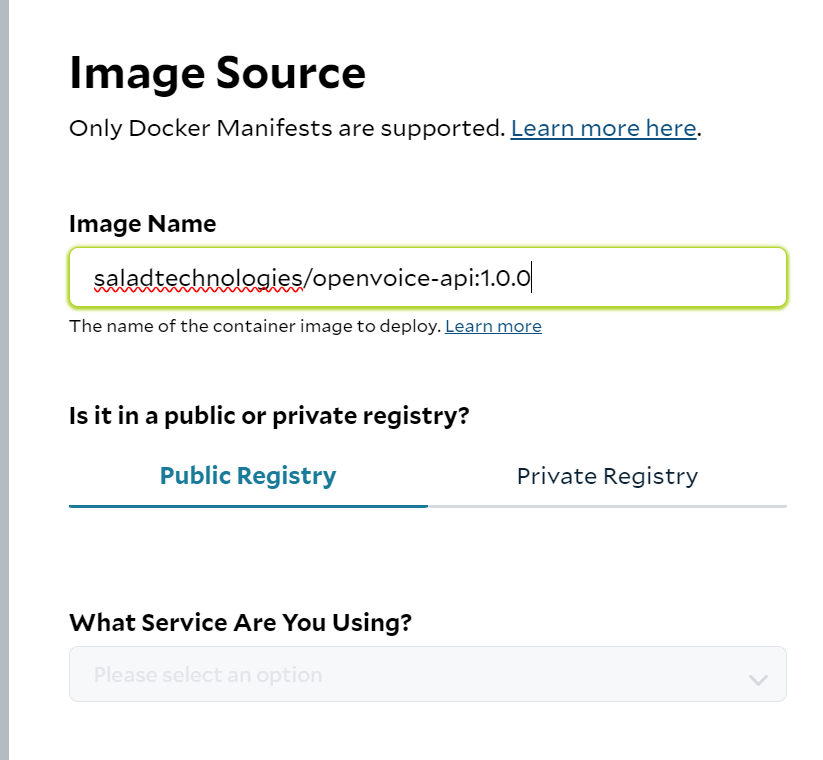 Image Source
Only Docker Manifests are supported. Learn more here.
Image Name
saladtechnologies/openvoice-api:1.0.0
The name of the container image to deploy. Learn more
Is it in a public or private registry?
Public Registry
Private Registry
What Service Are You Using?
Please select an option